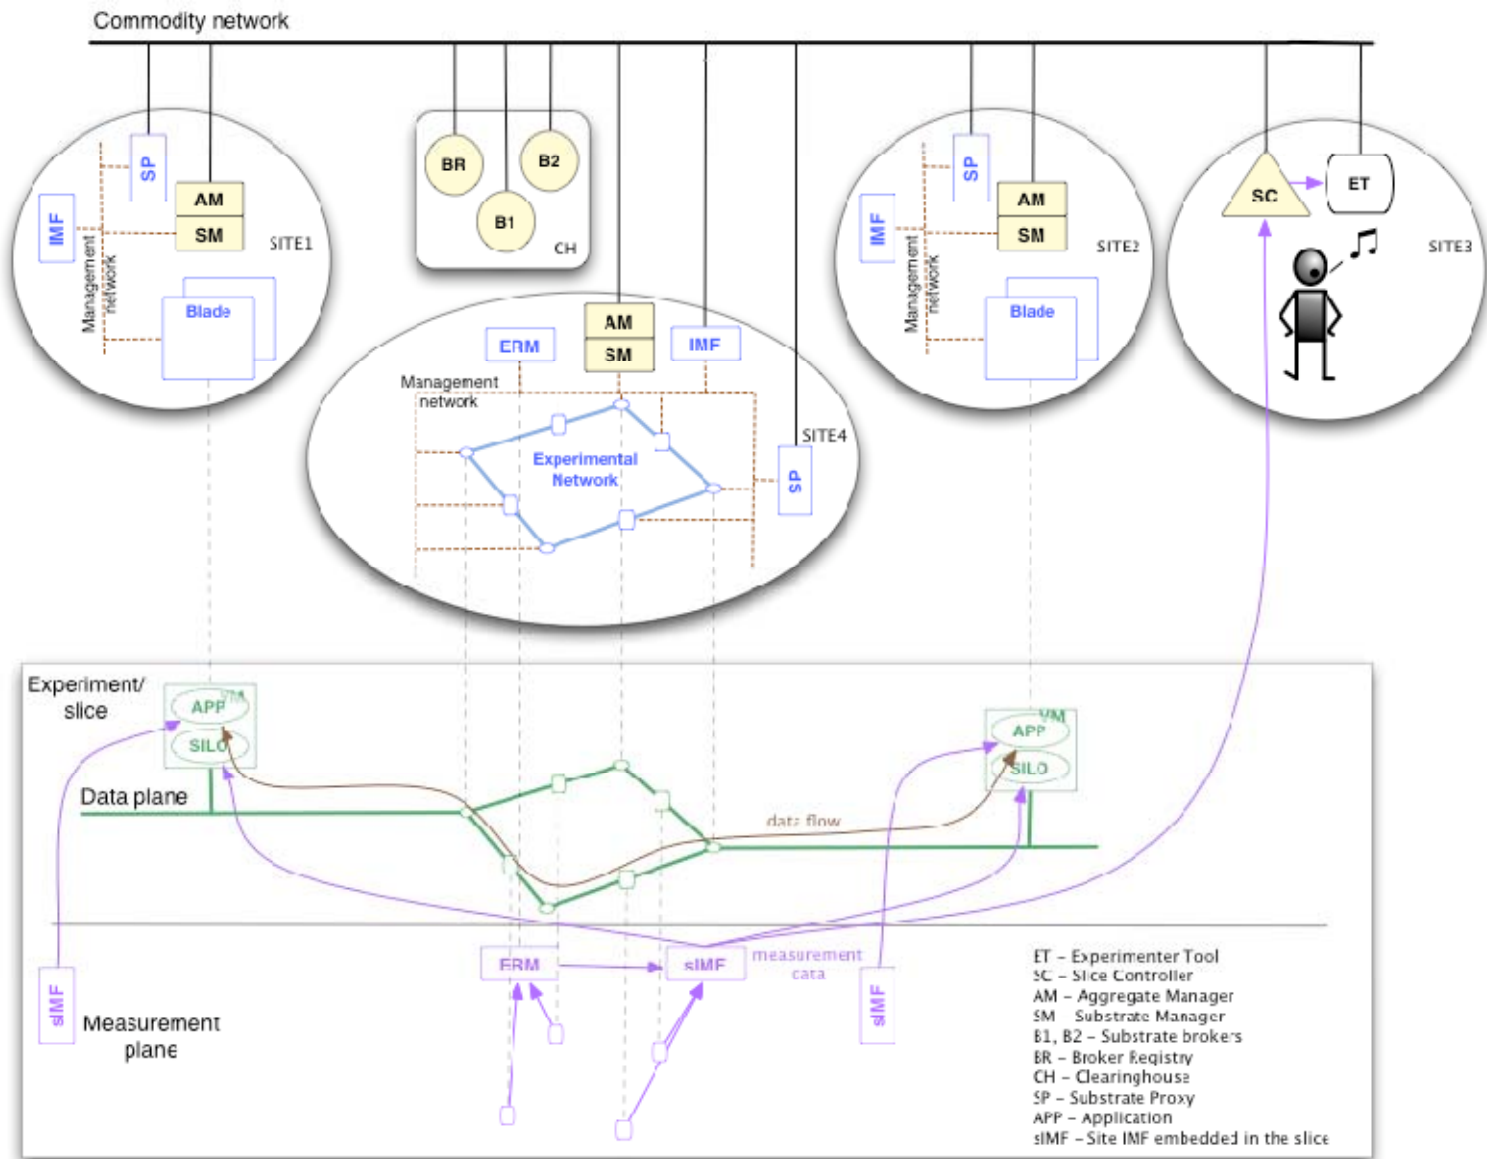 Commodity network
SP
IMF
AM
SM
SITE1
Management
network
Blade
BR
B2
B1
CH
SP
IMF
AM
SM
SITE2
Management
network
Blade
SC
ET
SITE3
ERM
AM
SM
IMF
Management
network
SITE4
SP
Experimental
Network
Experiment/
slice
VM
APP
SILO
VM
APP
SILO
Data plane
data flow
ERM
sIMF
measurement
data
sIMF
sIMF
Measurement
plane
ET – Experimenter Tool
SC – Slice Controller
AM – Aggregate Manager
SM – Substrate Manager
B1, B2 – Substrate brokers
BR – Broker Registry
CH – Clearinghouse
SP – Substrate Proxy
APP – Application
sIMF – Site IMF embedded in the slice